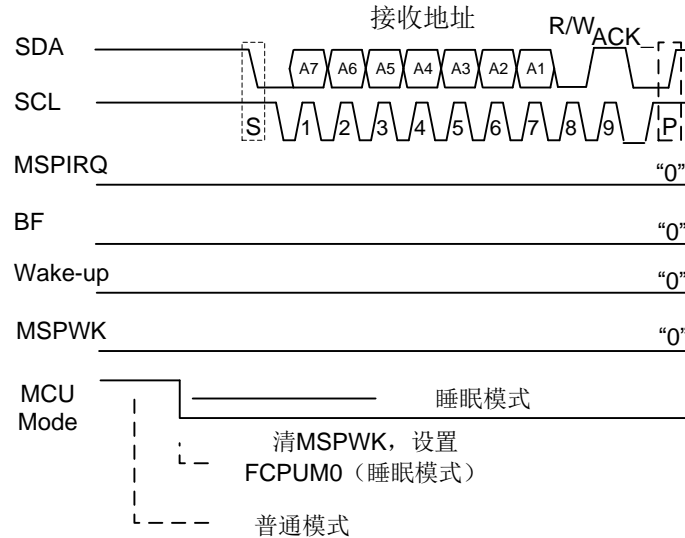 接收地址
R/W
ACK
SDA
A7 A6 A5 A4 A3 A2 A1
SCL
S 1 2 3 4 5 6 7 8 9 P
MSPIRQ
“0”
BF
“0”
Wake-up
“0”
MSPWK
“0”
MCU
Mode
睡眠模式
清MSPWK，设置
FCPUM0（睡眠模式）
普通模式